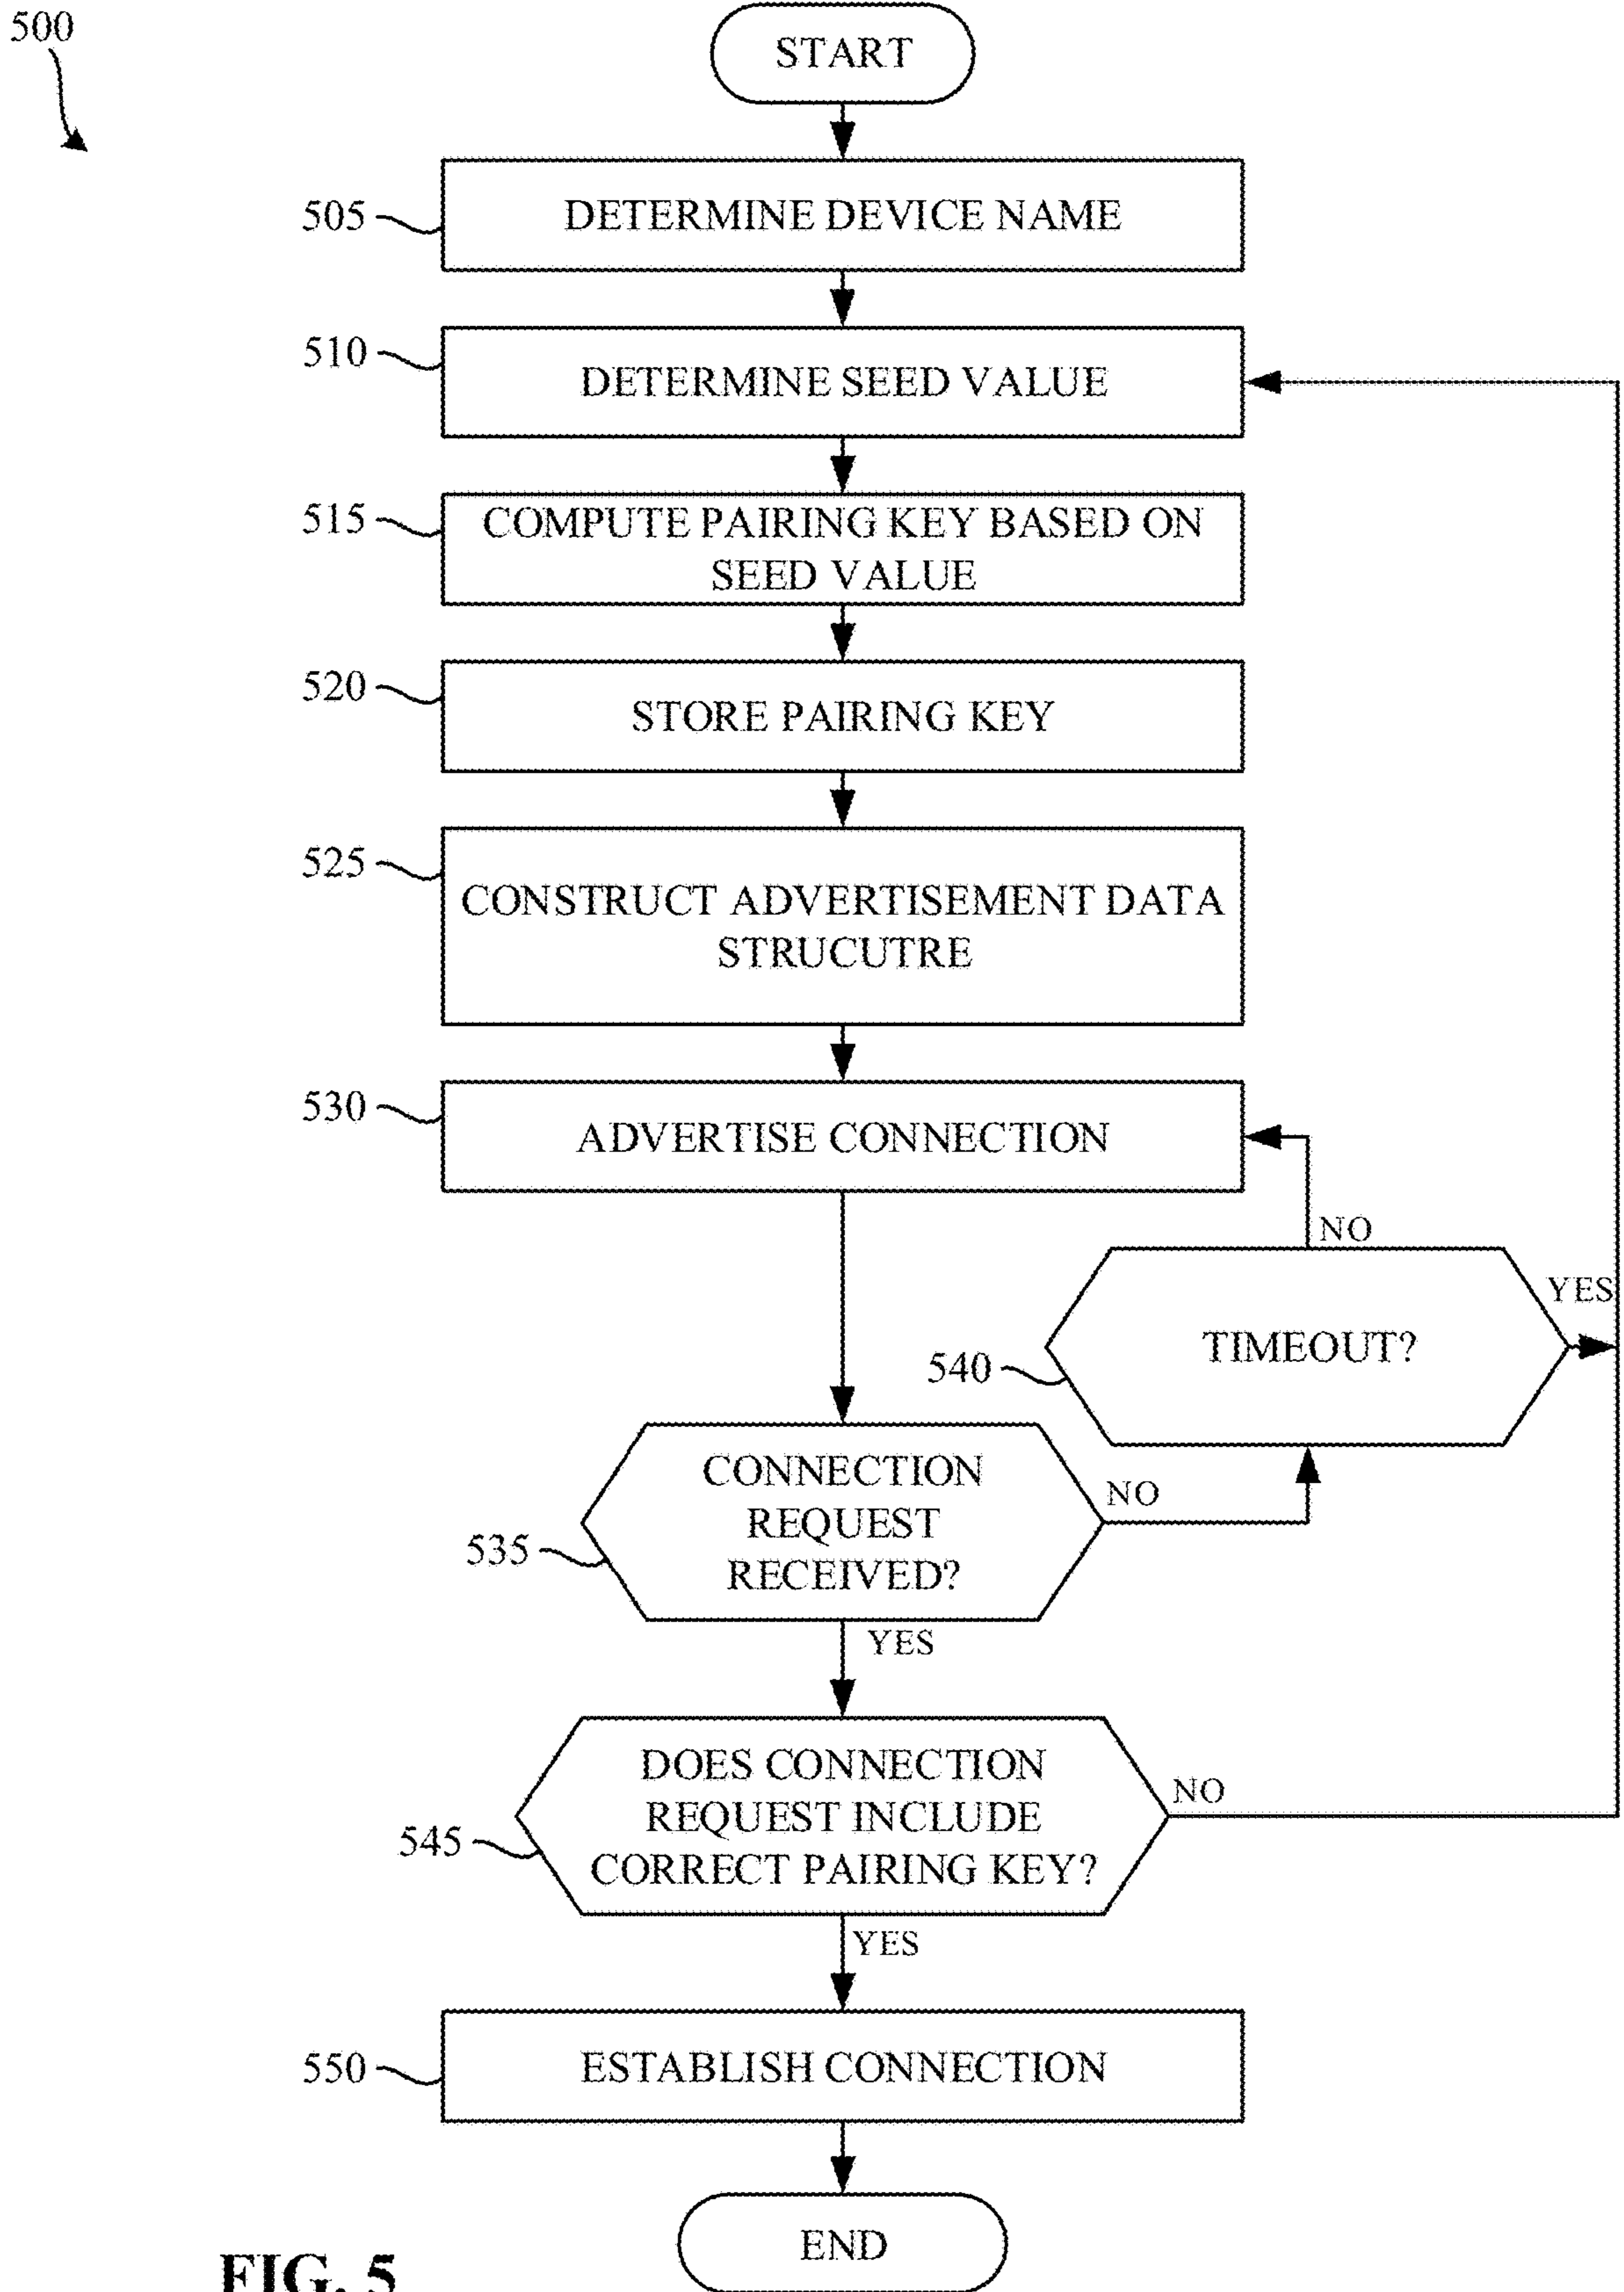 500
START
505
DETERMINE DEVICE NAME
510
DETERMINE SEED VALUE
515
COMPUTE PAIRING KEY BASED ON
SEED VALUE
520
STORE PAIRING KEY
525
CONSTRUCT ADVERTISEMENT DATA
STRUCUTRE
530
ADVERTISE CONNECTION
NO
YES
TIMEOUT?
540
CONNECTION
REQUEST
RECEIVED?
NO
535
YES
DOES CONNECTION
REQUEST INCLUDE
CORRECT PAIRING KEY?
NO
545
YES
550
ESTABLISH CONNECTION
END
FIG. 5